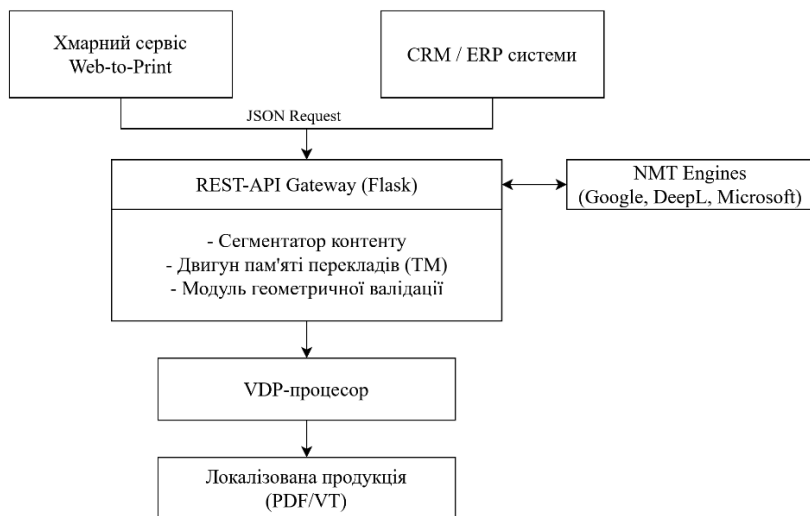 Хмарний сервіс
Web-to-Print
CRM / ERP системи
JSON Request
REST-API Gateway (Flask)
NMT Engines
(Google, DeepL, Microsoft)
- Сегментатор контенту
- Двигун пам'яті перекладів (TM)
- Модуль геометричної валідації
VDP-процесор
Локалізована продукція
(PDF/VT)